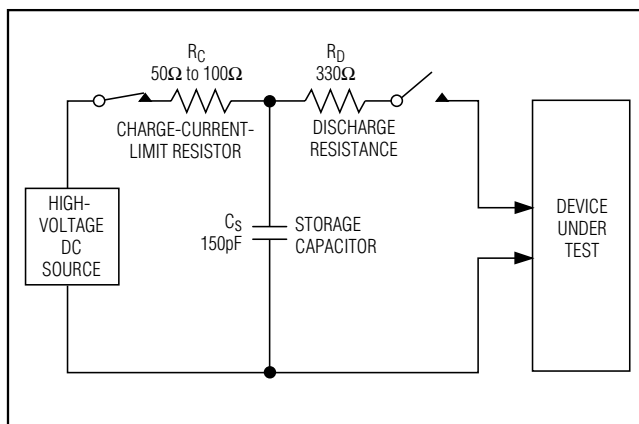 R_C
50Ω to 100Ω
CHARGE-CURRENT-
LIMIT RESISTOR
R_D
330Ω
DISCHARGE
RESISTANCE
HIGH-
VOLTAGE
DC
SOURCE
C_S
150pF
STORAGE
CAPACITOR
DEVICE
UNDER
TEST